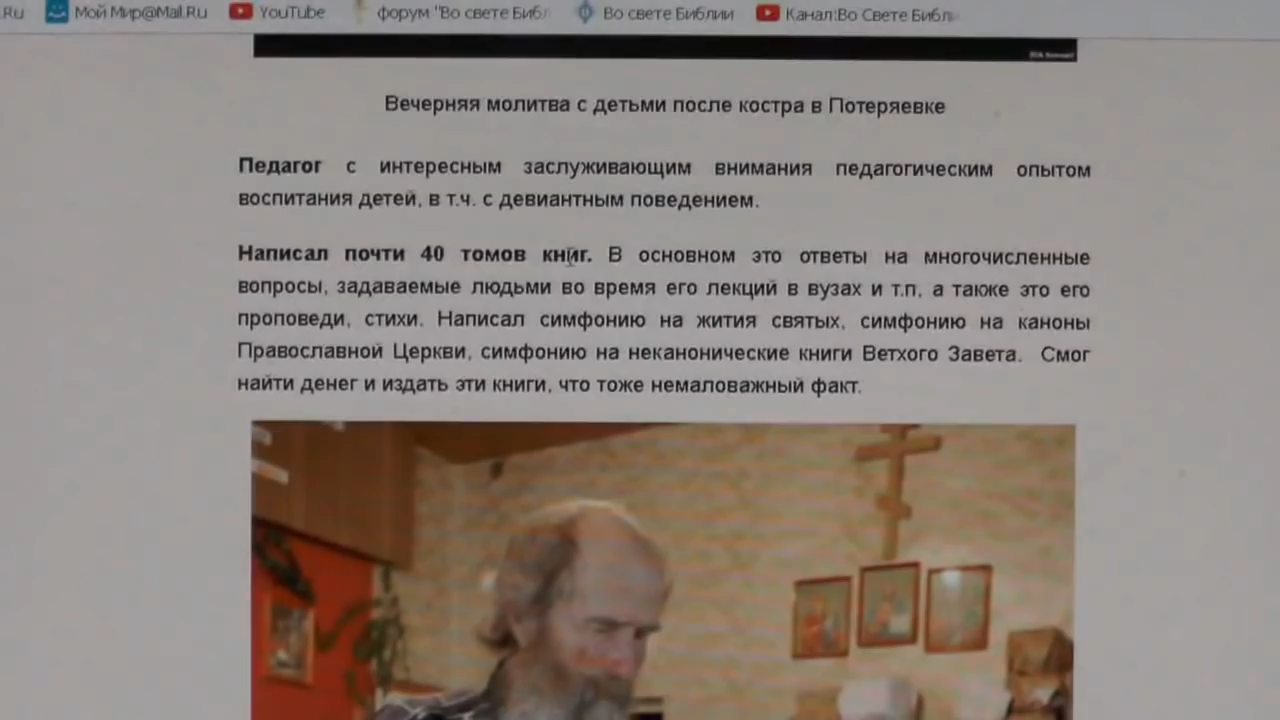 .Ru Мой Мир@Mail.Ru YouTube форум "Во свете Библ Во свете Библии Канал:Во Свете Библ
Вечерняя молитва с детьми после костра в Потеряевке
Педагог с интересным заслуживающим внимания педагогическим опытом
воспитания детей, в т.ч. с девиантным поведением.
Написал почти 40 томов книг. В основном это ответы на многочисленные
вопросы, задаваемые людьми во время его лекций в вузах и т.п, а также это его
проповеди, стихи. Написал симфонию на жития святых, симфонию на каноны
Православной Церкви, симфонию на неканонические книги Ветхого Завета. Смог
найти денег и издать эти книги, что тоже немаловажный факт.